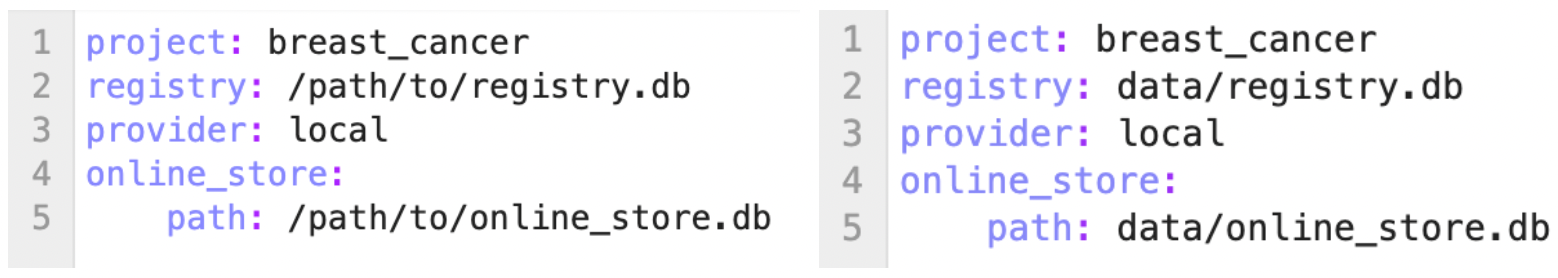 1 project: breast_cancer
2 registry: /path/to/registry.db
3 provider: local
4 online_store:
5     path: /path/to/online_store.db
1 project: breast_cancer
2 registry: data/registry.db
3 provider: local
4 online_store:
5     path: data/online_store.db